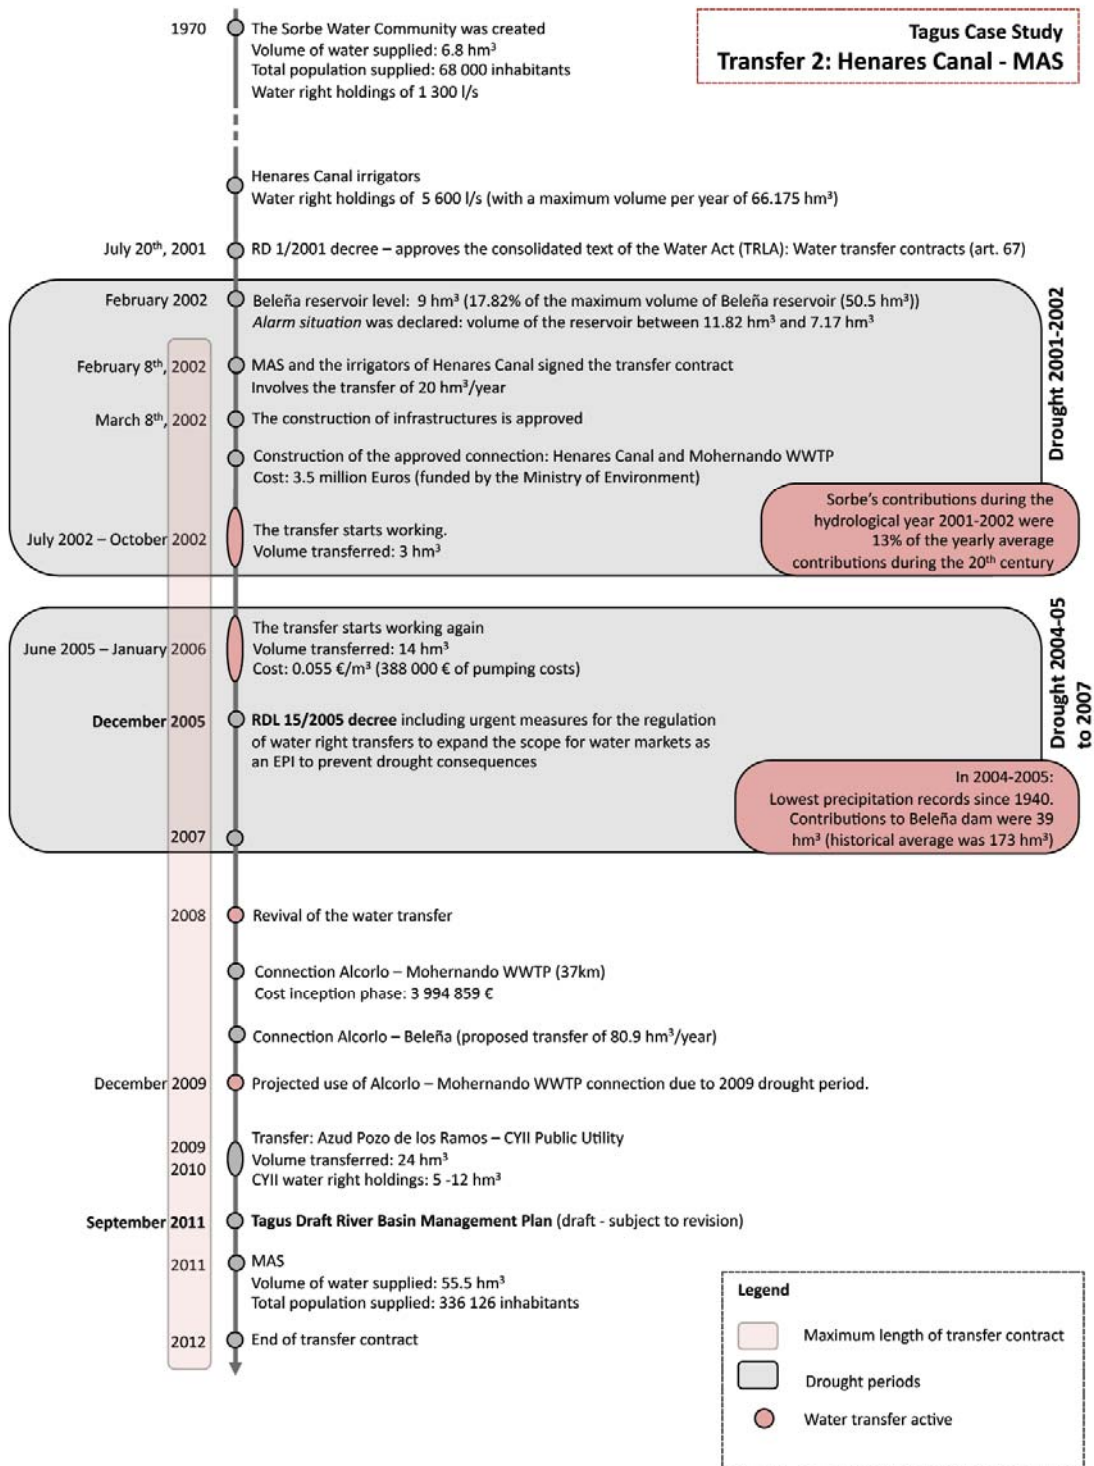 Tagus Case Study
Transfer 2: Henares Canal - MAS
1970
The Sorbe Water Community was created
Volume of water supplied: 6.8 hm³
Total population supplied: 68 000 inhabitants
Water right holdings of 1 300 l/s
Henares Canal irrigators
Water right holdings of 5 600 l/s (with a maximum volume per year of 66.175 hm³)
July 20th, 2001
RD 1/2001 decree – approves the consolidated text of the Water Act (TRLA): Water transfer contracts (art. 67)
Drought 2001-2002
February 2002
Beleña reservoir level: 9 hm³ (17.82% of the maximum volume of Beleña reservoir (50.5 hm³))
Alarm situation was declared: volume of the reservoir between 11.82 hm³ and 7.17 hm³
February 8th, 2002
MAS and the irrigators of Henares Canal signed the transfer contract
Involves the transfer of 20 hm³/year
March 8th, 2002
The construction of infrastructures is approved
Construction of the approved connection: Henares Canal and Mohernando WWTP
Cost: 3.5 million Euros (funded by the Ministry of Environment)
July 2002 – October 2002
The transfer starts working.
Volume transferred: 3 hm³
Sorbe's contributions during the
hydrological year 2001-2002 were
13% of the yearly average
contributions during the 20th century
Drought 2004-05
to 2007
June 2005 – January 2006
The transfer starts working again
Volume transferred: 14 hm³
Cost: 0.055 €/m³ (388 000 € of pumping costs)
December 2005
RDL 15/2005 decree including urgent measures for the regulation
of water right transfers to expand the scope for water markets as
an EPI to prevent drought consequences
In 2004-2005:
Lowest precipitation records since 1940.
Contributions to Beleña dam were 39
hm³ (historical average was 173 hm³)
2007
2008
Revival of the water transfer
Connection Alcorlo – Mohernando WWTP (37km)
Cost inception phase: 3 994 859 €
Connection Alcorlo – Beleña (proposed transfer of 80.9 hm³/year)
December 2009
Projected use of Alcorlo – Mohernando WWTP connection due to 2009 drought period.
2009
2010
Transfer: Azud Pozo de los Ramos – CYII Public Utility
Volume transferred: 24 hm³
CYII water right holdings: 5 -12 hm³
September 2011
Tagus Draft River Basin Management Plan (draft - subject to revision)
2011
MAS
Volume of water supplied: 55.5 hm³
Total population supplied: 336 126 inhabitants
2012
End of transfer contract
Legend
Maximum length of transfer contract
Drought periods
Water transfer active